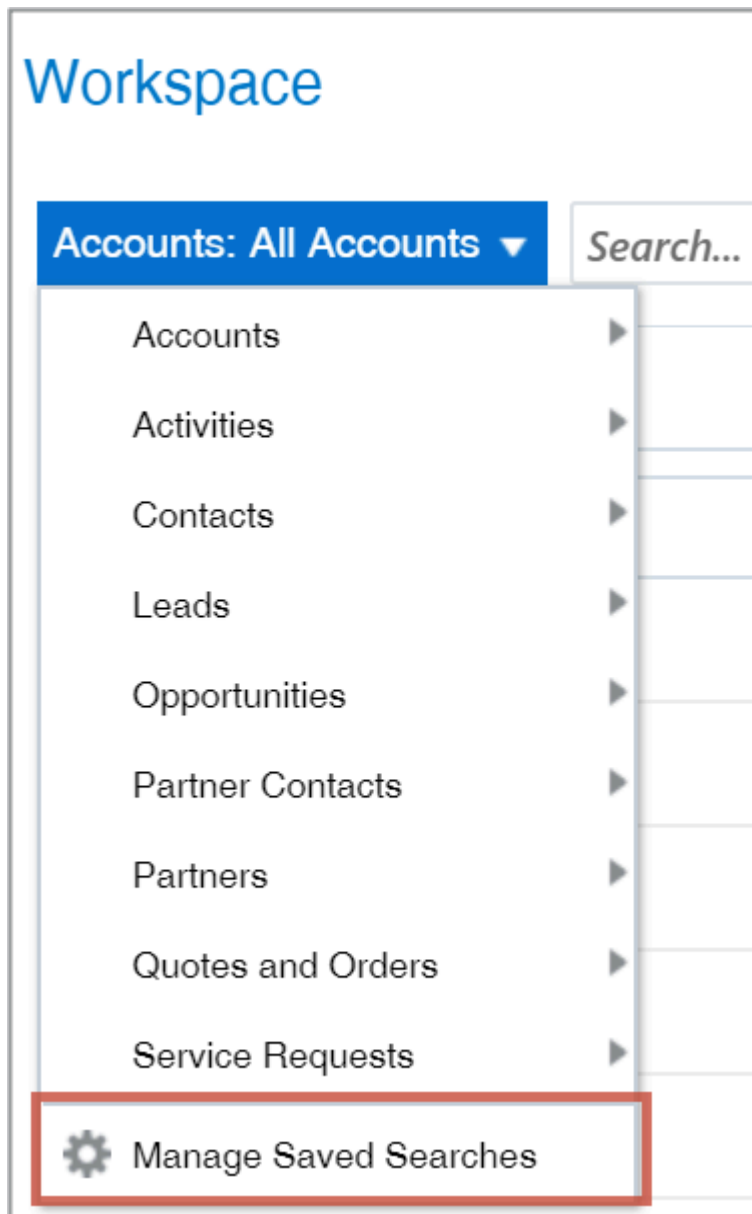 Workspace
Accounts: All Accounts
Search...
Accounts
Activities
Contacts
Leads
Opportunities
Partner Contacts
Partners
Quotes and Orders
Service Requests
Manage Saved Searches